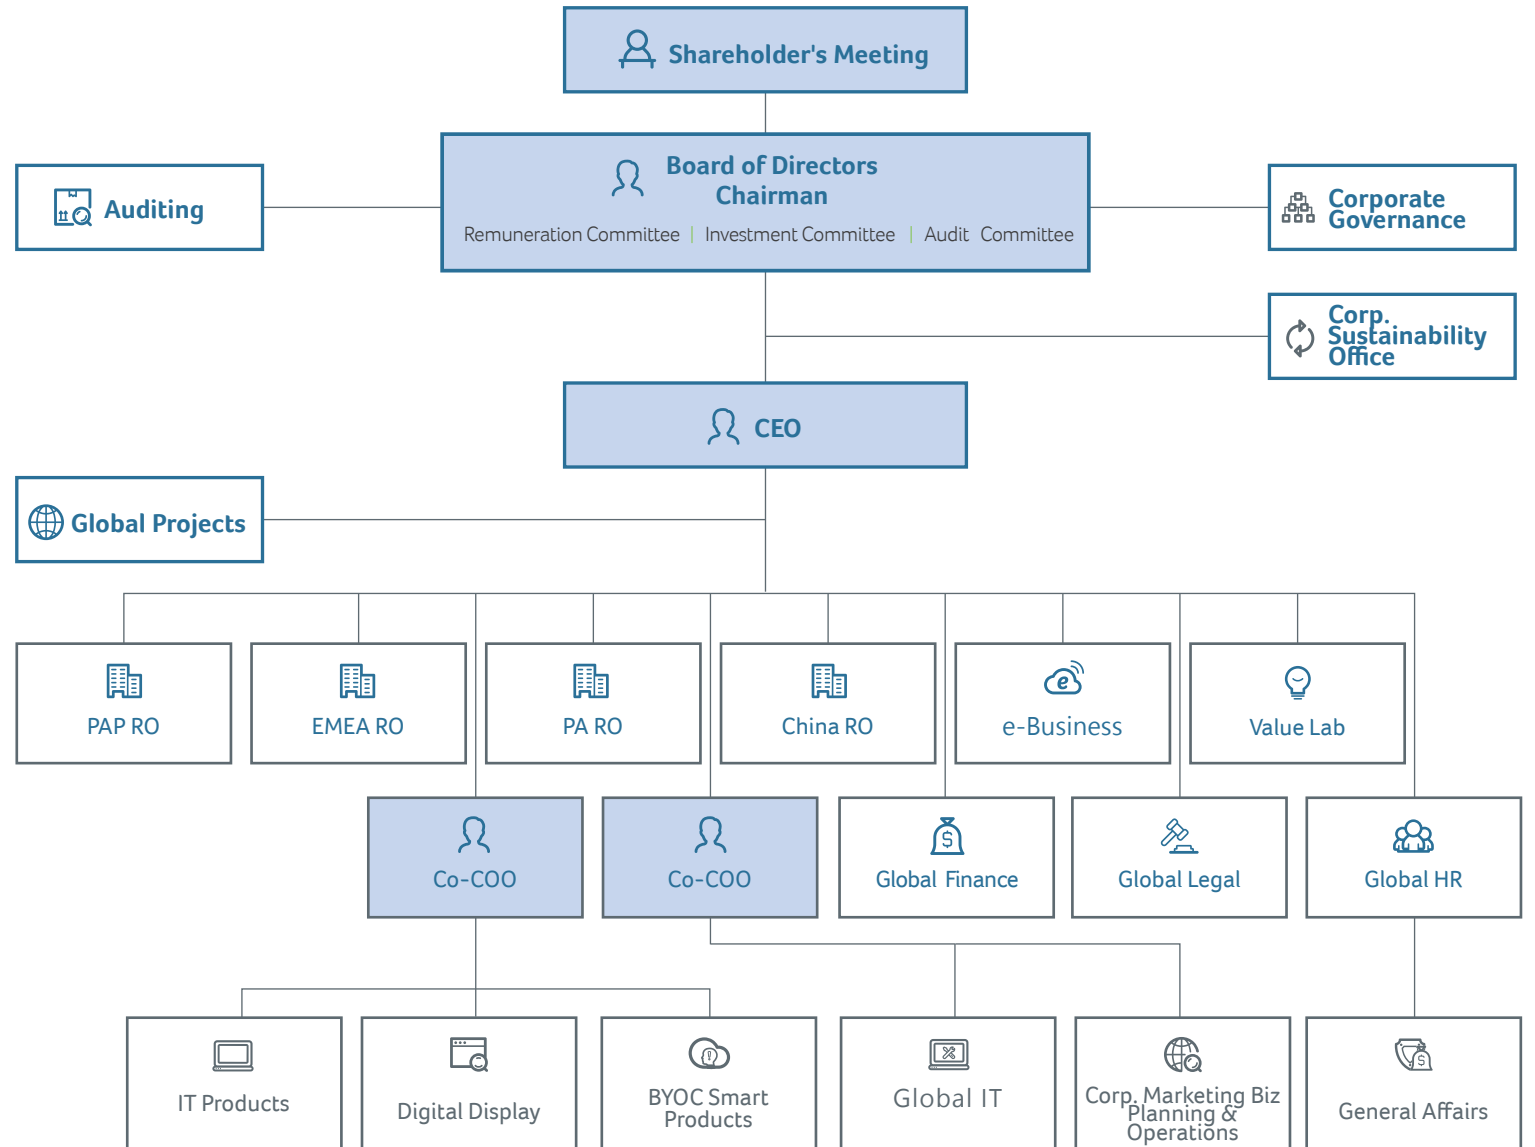 Shareholder's Meeting
Board of Directors
Chairman
Remuneration Committee | Investment Committee | Audit Committee
Auditing
Corporate
Governance
Corp.
Sustainability
Office
CEO
Global Projects
PAP RO
EMEA RO
PA RO
China RO
e-Business
Value Lab
Co-COO
Co-COO
Global Finance
Global Legal
Global HR
IT Products
Digital Display
BYOC Smart
Products
Global IT
Corp. Marketing Biz
Planning &
Operations
General Affairs